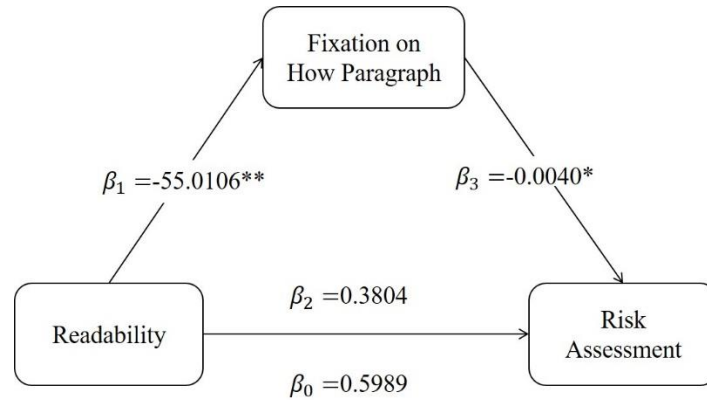 Fixation on
How Paragraph
β₁ =-55.0106**
β₃ =-0.0040*
β₂ =0.3804
Readability
Risk
Assessment
β₀ =0.5989